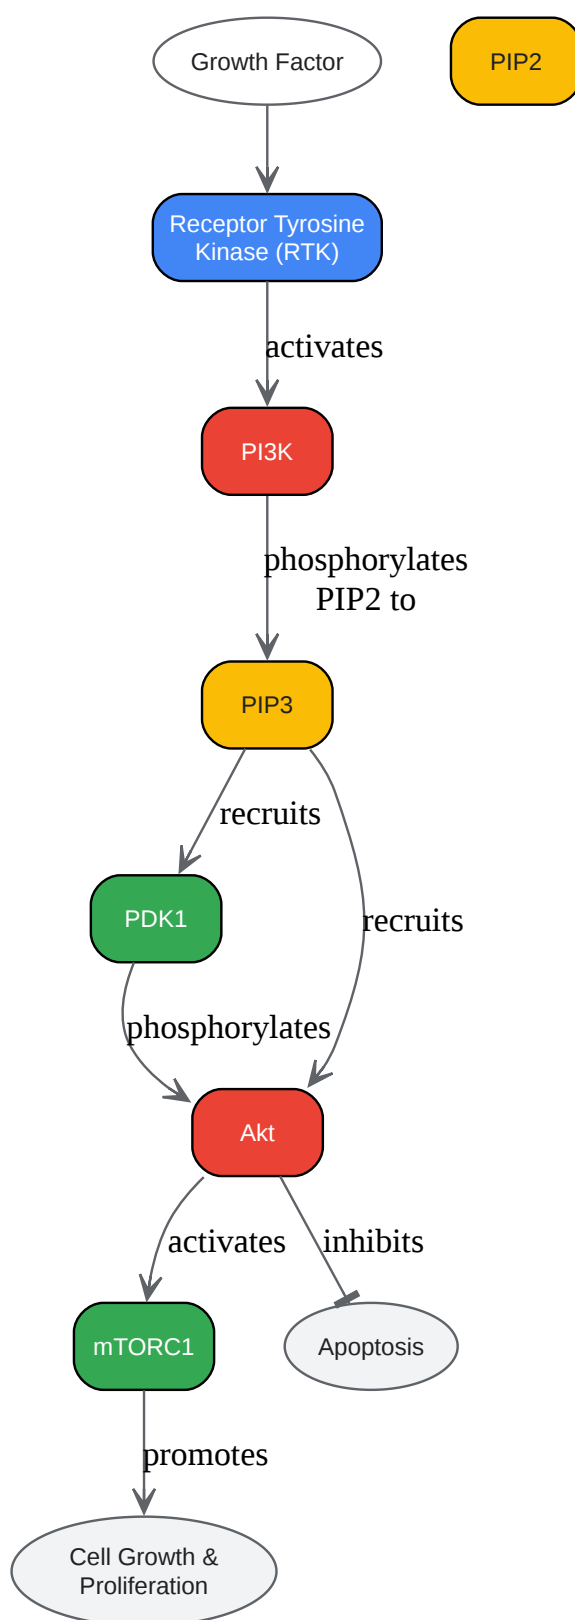 Growth Factor
PIP2
Receptor Tyrosine
Kinase (RTK)
activates
PI3K
phosphorylates
PIP2 to
PIP3
recruits
PDK1
recruits
phosphorylates
Akt
activates
inhibits
mTORC1
Apoptosis
promotes
Cell Growth &
Proliferation